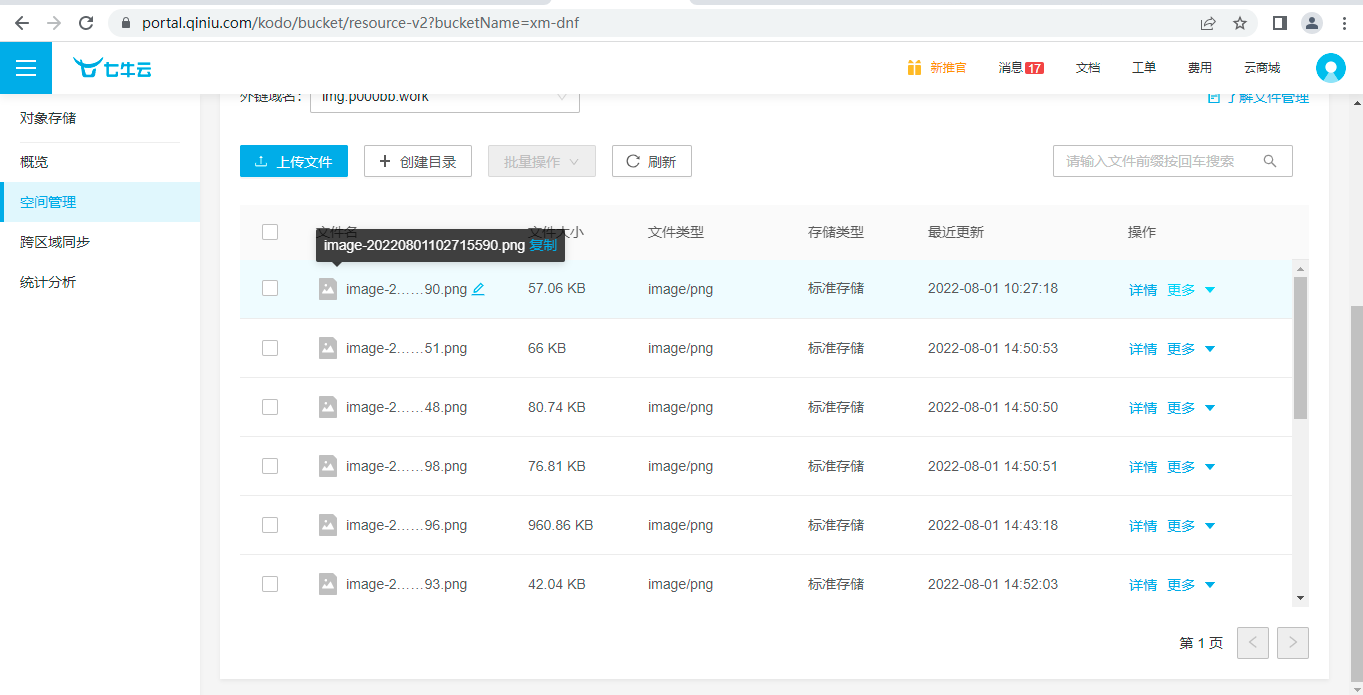 portal.qiniu.com/kodo/bucket/resource-v2?bucketName=xm-dnf
七牛云
新推官 消息 17 文档 工单 费用 云商城
对象存储
概览
空间管理
跨区域同步
统计分析
外链域名： img.p000bb.work 了解文件管理
上传文件 创建目录 批量操作 刷新 请输入文件前缀按回车搜索
文件名 文件大小 文件类型 存储类型 最近更新 操作
image-20220801102715590.png 复制
image-2……90.png 57.06 KB image/png 标准存储 2022-08-01 10:27:18 详情 更多
image-2……51.png 66 KB image/png 标准存储 2022-08-01 14:50:53 详情 更多
image-2……48.png 80.74 KB image/png 标准存储 2022-08-01 14:50:50 详情 更多
image-2……98.png 76.81 KB image/png 标准存储 2022-08-01 14:50:51 详情 更多
image-2……96.png 960.86 KB image/png 标准存储 2022-08-01 14:43:18 详情 更多
image-2……93.png 42.04 KB image/png 标准存储 2022-08-01 14:52:03 详情 更多
第 1 页